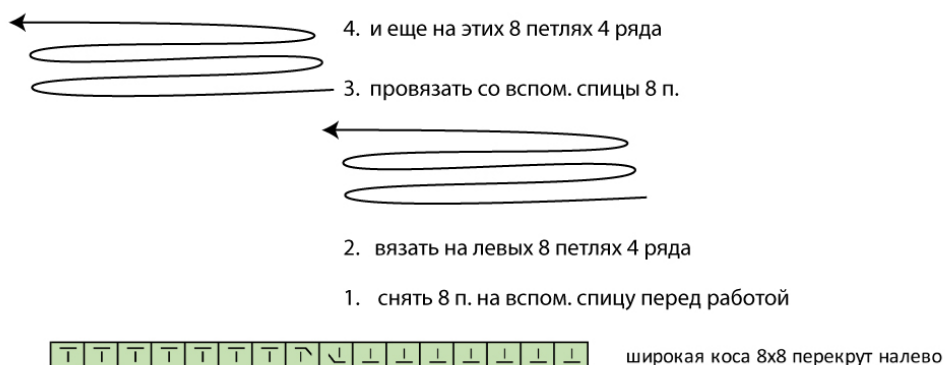 4. и еще на этих 8 петлях 4 ряда
3. провязать со вспом. спицы 8 п.
2. вязать на левых 8 петлях 4 ряда
1. снять 8 п. на вспом. спицу перед работой
широкая коса 8х8 перекрут налево